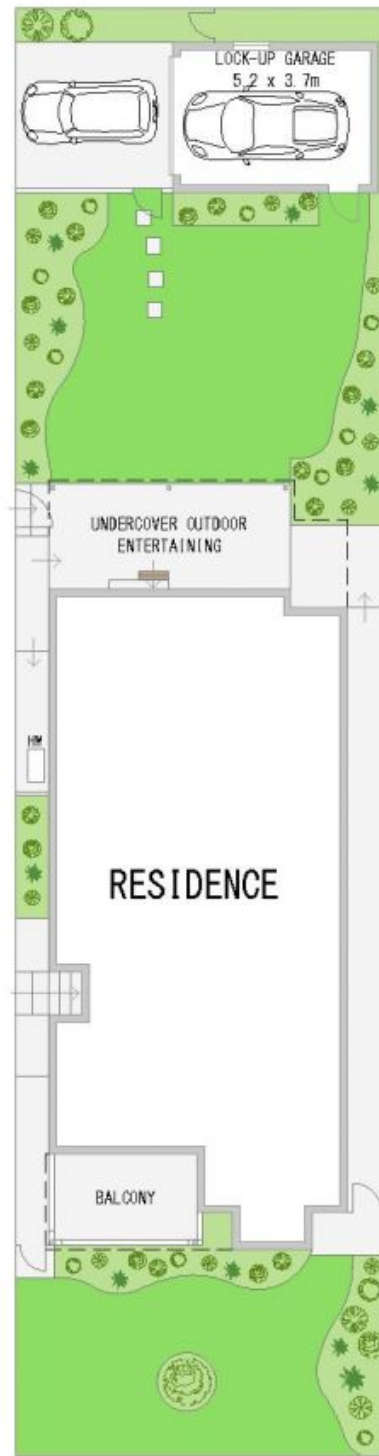 LOCK-UP GARAGE
5.2 x 3.7m
UNDERCOVER OUTDOOR
ENTERTAINING
HW
RESIDENCE
BALCONY